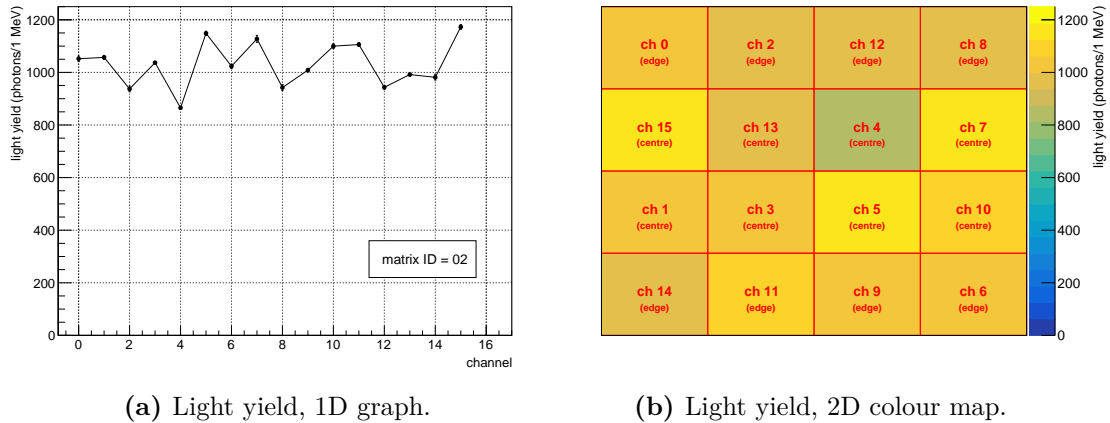 light yield (photons/1 MeV)
1200
1000
800
600
400
200
0
matrix ID = 02
0 2 4 6 8 10 12 14 16
channel
ch 0 ch 2 ch 12 ch 8
(edge) (edge) (edge) (edge)
ch 15 ch 13 ch 4 ch 7
(centre) (centre) (centre) (centre)
ch 1 ch 3 ch 5 ch 10
(centre) (centre) (centre) (centre)
ch 14 ch 11 ch 9 ch 6
(edge) (edge) (edge) (edge)
1200
1000
800
600
400
200
0
light yield (photons/1 MeV)
(a) Light yield, 1D graph.
(b) Light yield, 2D colour map.